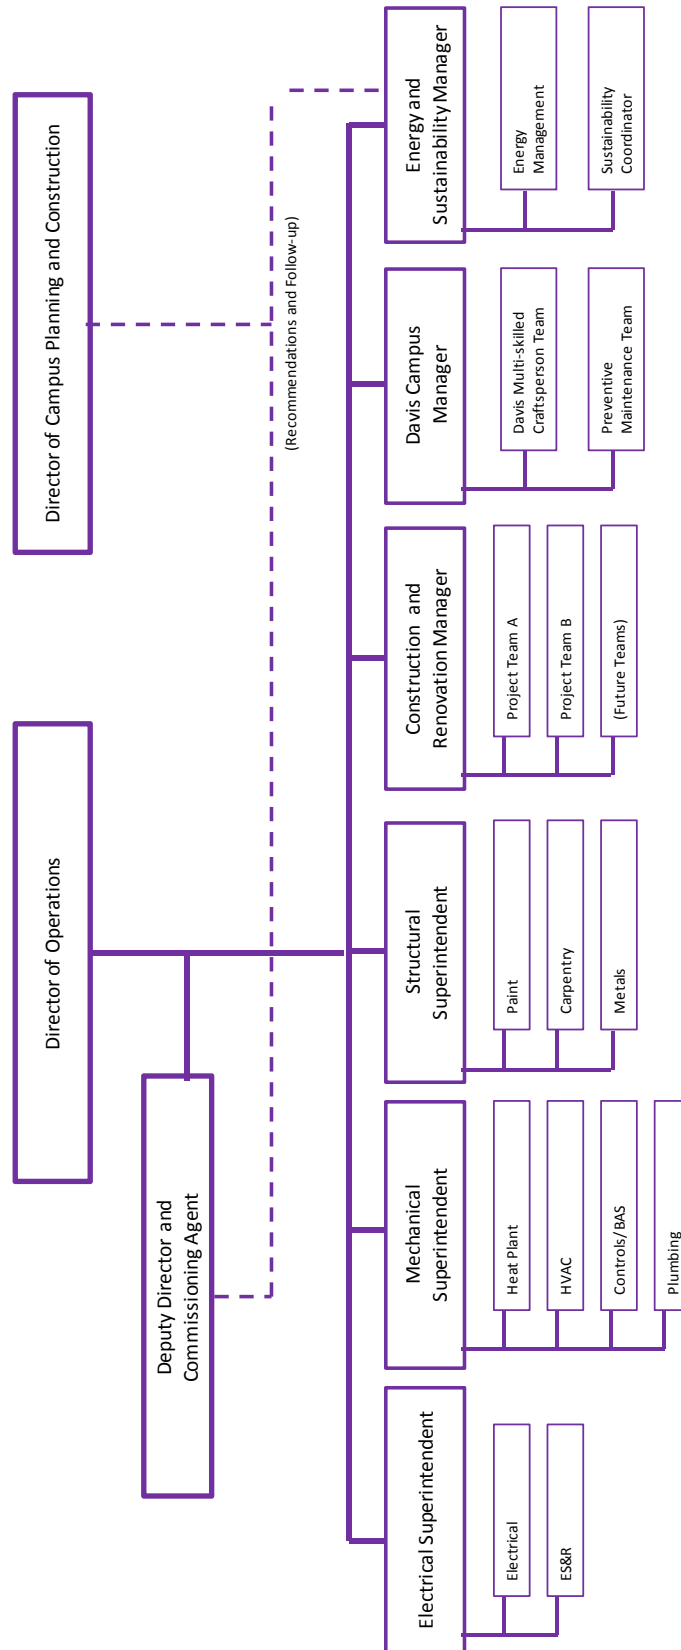 Director of Operations
Director of Campus Planning and Construction
Deputy Director and
Commissioning Agent
(Recommendations and Follow-up)
Electrical Superintendent
Electrical
ES&R
Mechanical
Superintendent
Heat Plant
HVAC
Controls/BAS
Plumbing
Structural
Superintendent
Paint
Carpentry
Metals
Construction and
Renovation Manager
Project Team A
Project Team B
(Future Teams)
Davis Campus
Manager
Davis Multi-skilled
Craftsperson Team
Preventive
Maintenance Team
Energy and
Sustainability Manager
Energy
Management
Sustainability
Coordinator